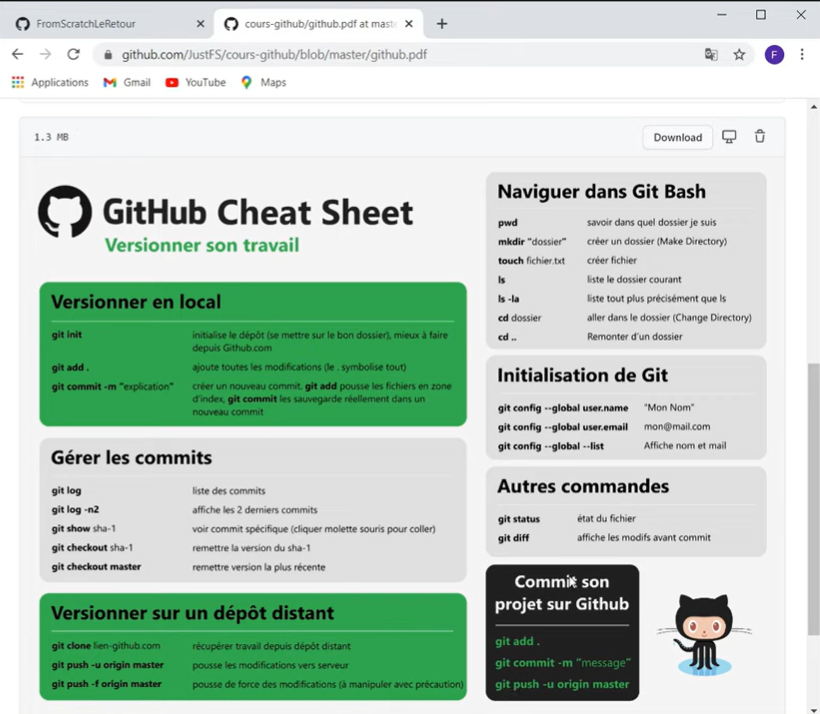 FromScratchLeRetour
cours-github/github.pdf at mast
github.com/JustFS/cours-github/blob/master/github.pdf
F
Applications Gmail YouTube Maps
1.3 MB
Download
GitHub Cheat Sheet
Versionner son travail
Versionner en local
git init initialise le dépôt (se mettre sur le bon dossier), mieux à faire
depuis Github.com
git add . ajoute toutes les modifications (le . symbolise tout)
git commit -m "explication" créer un nouveau commit, git add pousse les fichiers en zone
d'index, git commit les sauvegarde réellement dans un
nouveau commit
Gérer les commits
git log liste des commits
git log -n2 affiche les 2 derniers commits
git show sha-1 voir commit spécifique (cliquer molette souris pour coller)
git checkout sha-1 remettre la version du sha-1
git checkout master remettre version la plus récente
Versionner sur un dépôt distant
git clone lien-github.com récupérer travail depuis dépôt distant
git push -u origin master pousse les modifications vers serveur
git push -f origin master pousse de force des modifications (à manipuler avec précaution)
Naviguer dans Git Bash
pwd savoir dans quel dossier je suis
mkdir "dossier" créer un dossier (Make Directory)
touch fichier.txt créer fichier
ls liste le dossier courant
ls -la liste tout plus précisément que ls
cd dossier aller dans le dossier (Change Directory)
cd .. Remonter d'un dossier
Initialisation de Git
git config --global user.name "Mon Nom"
git config --global user.email mon@mail.com
git config --global --list Affiche nom et mail
Autres commandes
git status état du fichier
git diff affiche les modifs avant commit
Commit son
projet sur Github
git add .
git commit -m "message"
git push -u origin master